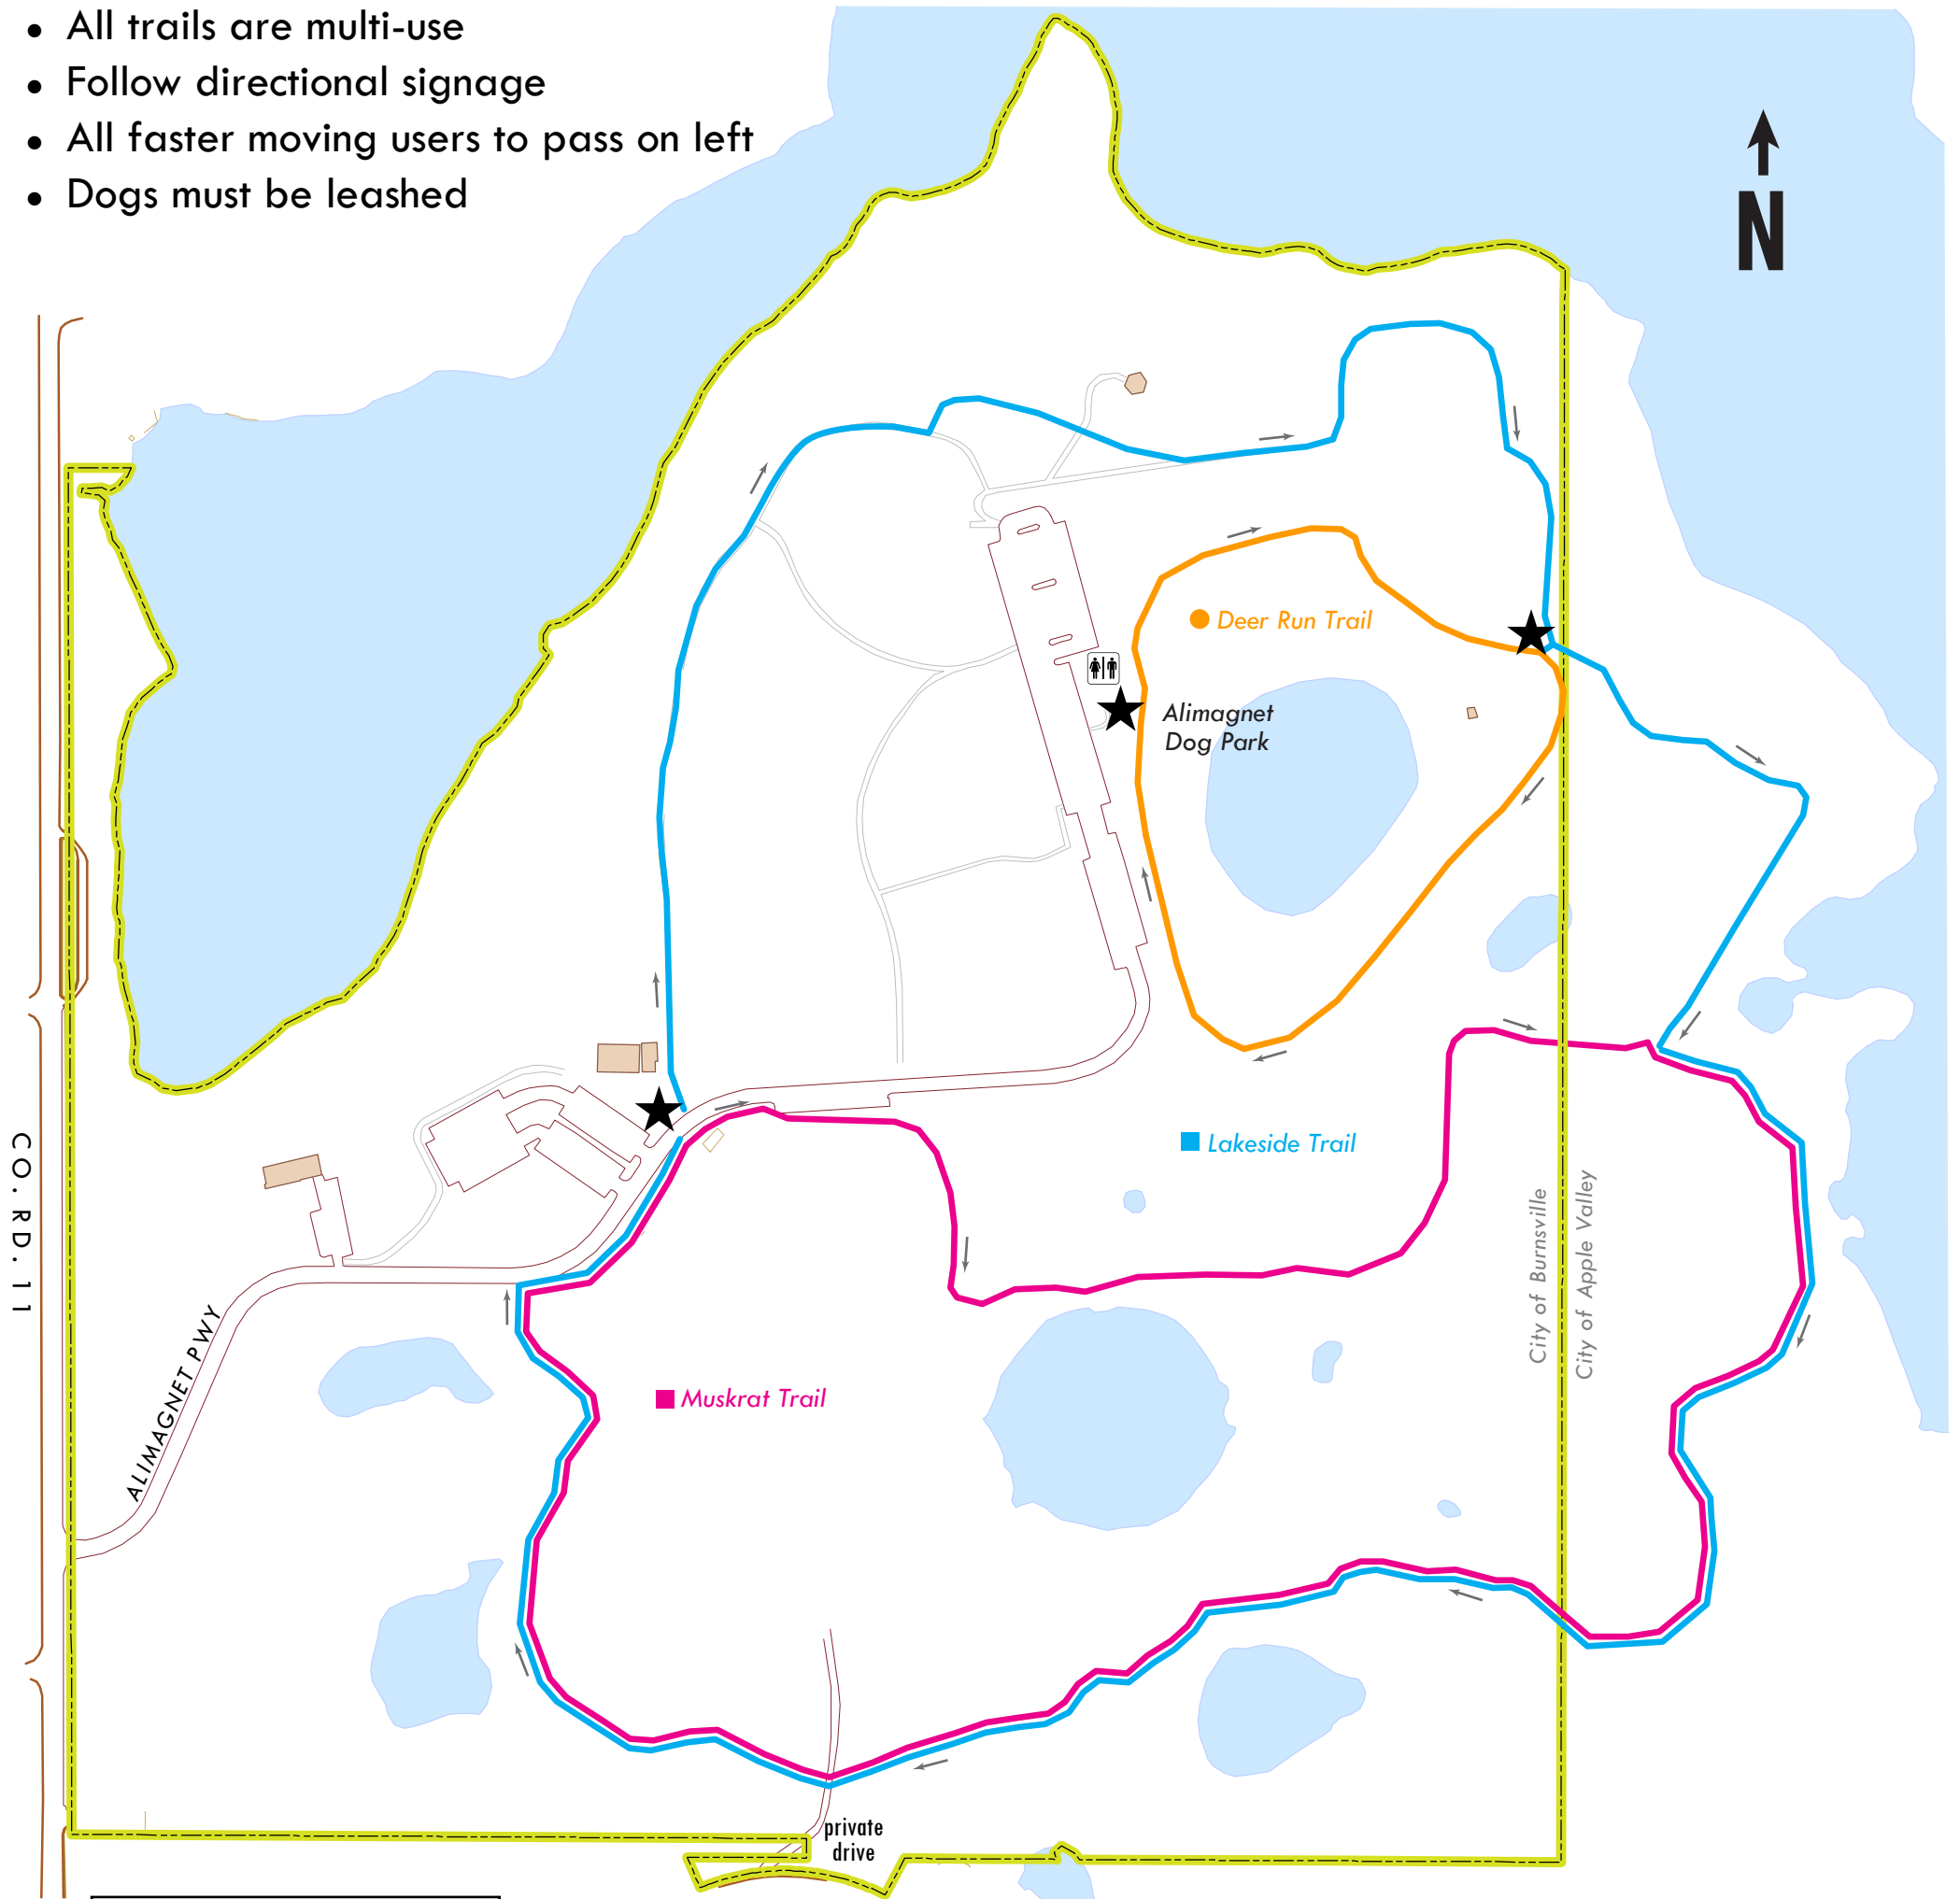 • All trails are multi-use
• Follow directional signage
• All faster moving users to pass on left
• Dogs must be leashed
N
Deer Run Trail
Alimagnet
Dog Park
CO. RD. 11
Lakeside Trail
City of Burnsville
City of Apple Valley
ALIMAGNET PWY
Muskrat Trail
private
drive